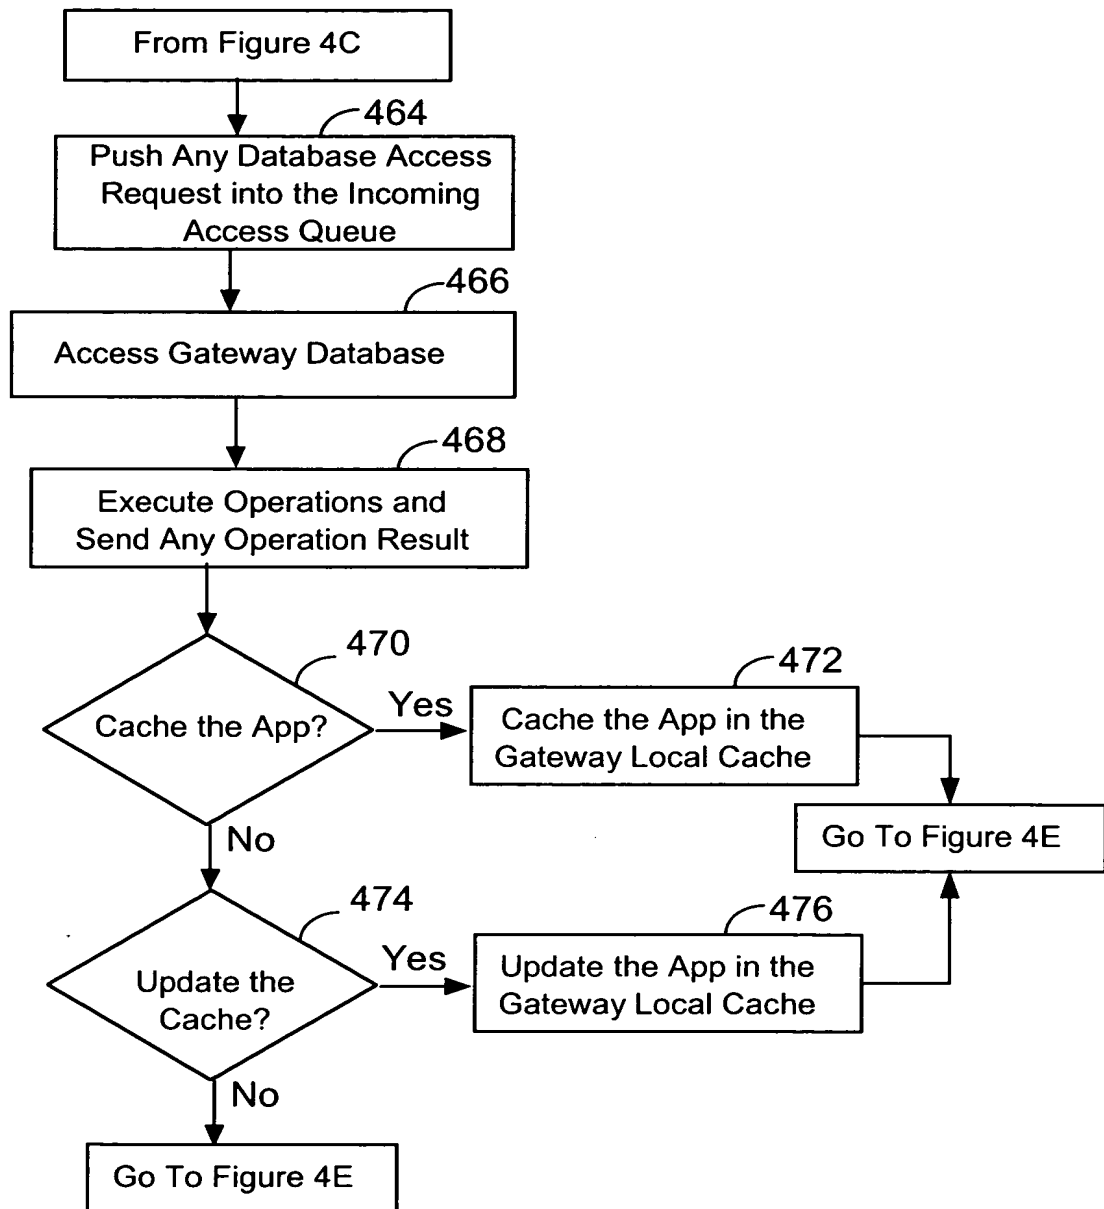 From Figure 4C
464
Push Any Database Access
Request into the Incoming
Access Queue
466
Access Gateway Database
468
Execute Operations and
Send Any Operation Result
470
Cache the App?
Yes
472
Cache the App in the
Gateway Local Cache
Go To Figure 4E
No
474
Update the
Cache?
Yes
476
Update the App in the
Gateway Local Cache
No
Go To Figure 4E